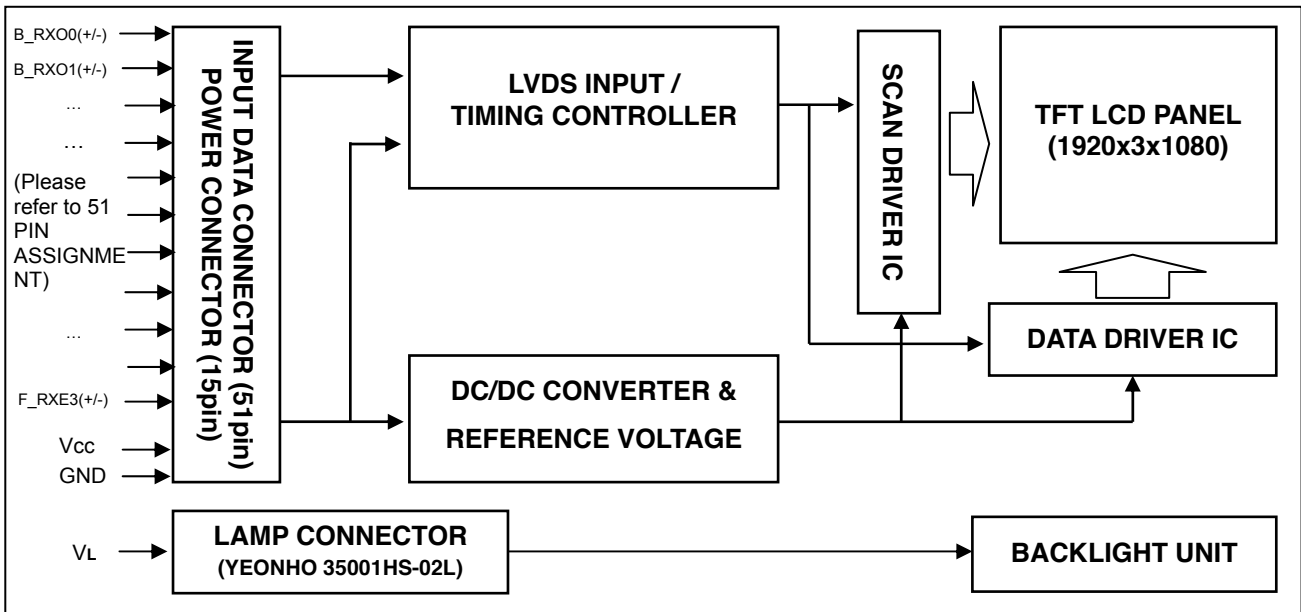 B_RXO0(+/-)
B_RXO1(+/-)
...
...
(Please
refer to 51
PIN
ASSIGNME
NT)
...
F_RXE3(+/-)
Vcc
GND
VL
INPUT DATA CONNECTOR (51pin)
POWER CONNECTOR (15pin)
LVDS INPUT /
TIMING CONTROLLER
DC/DC CONVERTER &
REFERENCE VOLTAGE
SCAN DRIVER IC
TFT LCD PANEL
(1920x3x1080)
DATA DRIVER IC
LAMP CONNECTOR
(YEONHO 35001HS-02L)
BACKLIGHT UNIT